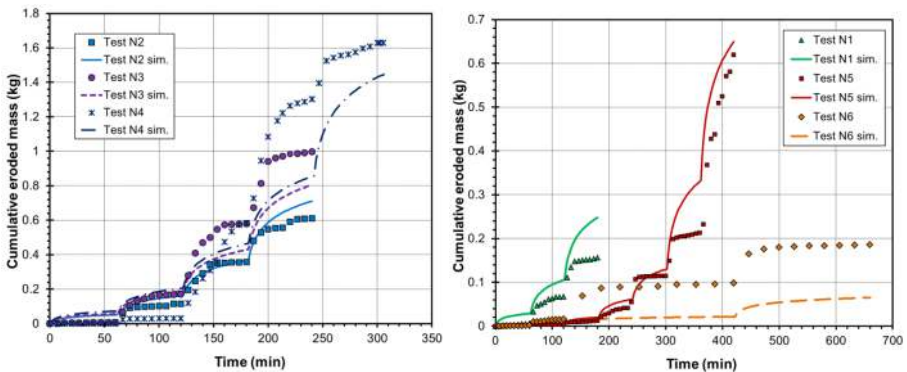 Cumulative eroded mass (kg)
1.8
1.6
1.4
1.2
1
0.8
0.6
0.4
0.2
0
Test N2
Test N2 sim.
Test N3
Test N3 sim.
Test N4
Test N4 sim.
0 50 100 150 200 250 300 350
Time (min)
Cumulative eroded mass (kg)
0.7
0.6
0.5
0.4
0.3
0.2
0.1
0
Test N1
Test N1 sim.
Test N5
Test N5 sim.
Test N6
Test N6 sim.
0 100 200 300 400 500 600 700
Time (min)